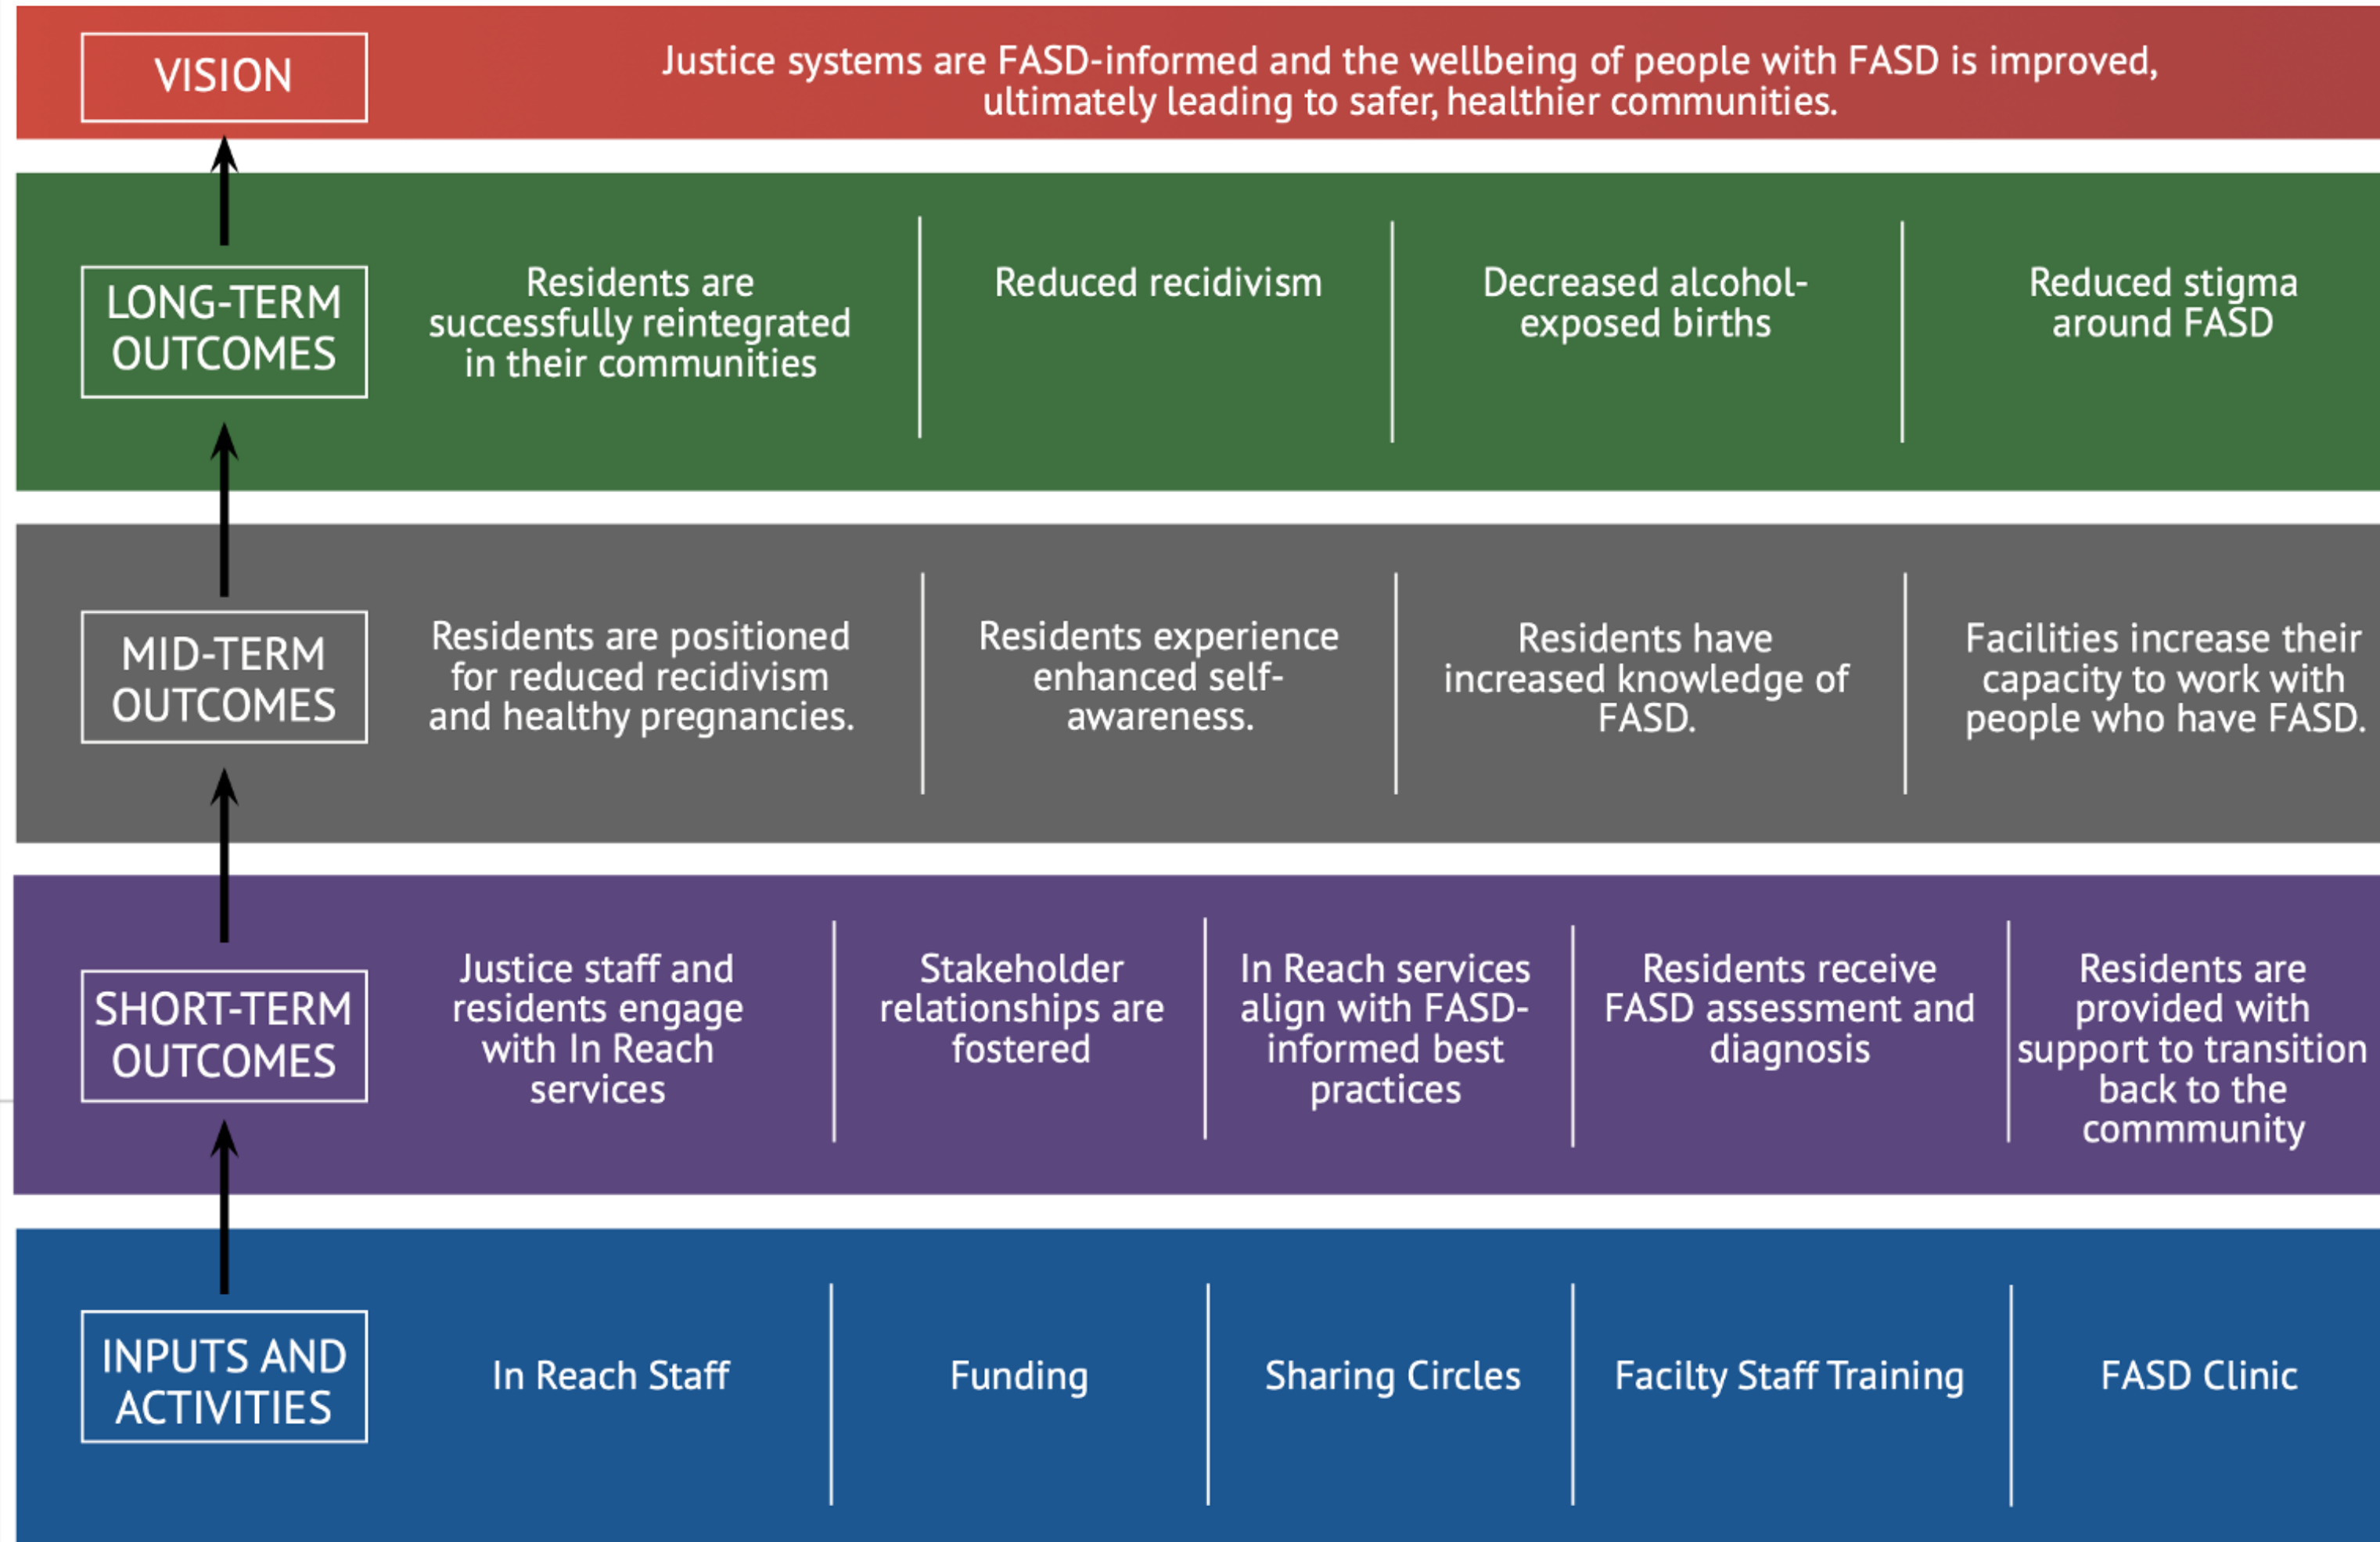 VISION
Justice systems are FASD-informed and the wellbeing of people with FASD is improved,
ultimately leading to safer, healthier communities.
LONG-TERM
OUTCOMES
Residents are
successfully reintegrated
in their communities
Reduced recidivism
Decreased alcohol-
exposed births
Reduced stigma
around FASD
MID-TERM
OUTCOMES
Residents are positioned
for reduced recidivism
and healthy pregnancies.
Residents experience
enhanced self-
awareness.
Residents have
increased knowledge of
FASD.
Facilities increase their
capacity to work with
people who have FASD.
SHORT-TERM
OUTCOMES
Justice staff and
residents engage
with In Reach
services
Stakeholder
relationships are
fostered
In Reach services
align with FASD-
informed best
practices
Residents receive
FASD assessment and
diagnosis
Residents are
provided with
support to transition
back to the
commmunity
INPUTS AND
ACTIVITIES
In Reach Staff
Funding
Sharing Circles
Facilty Staff Training
FASD Clinic